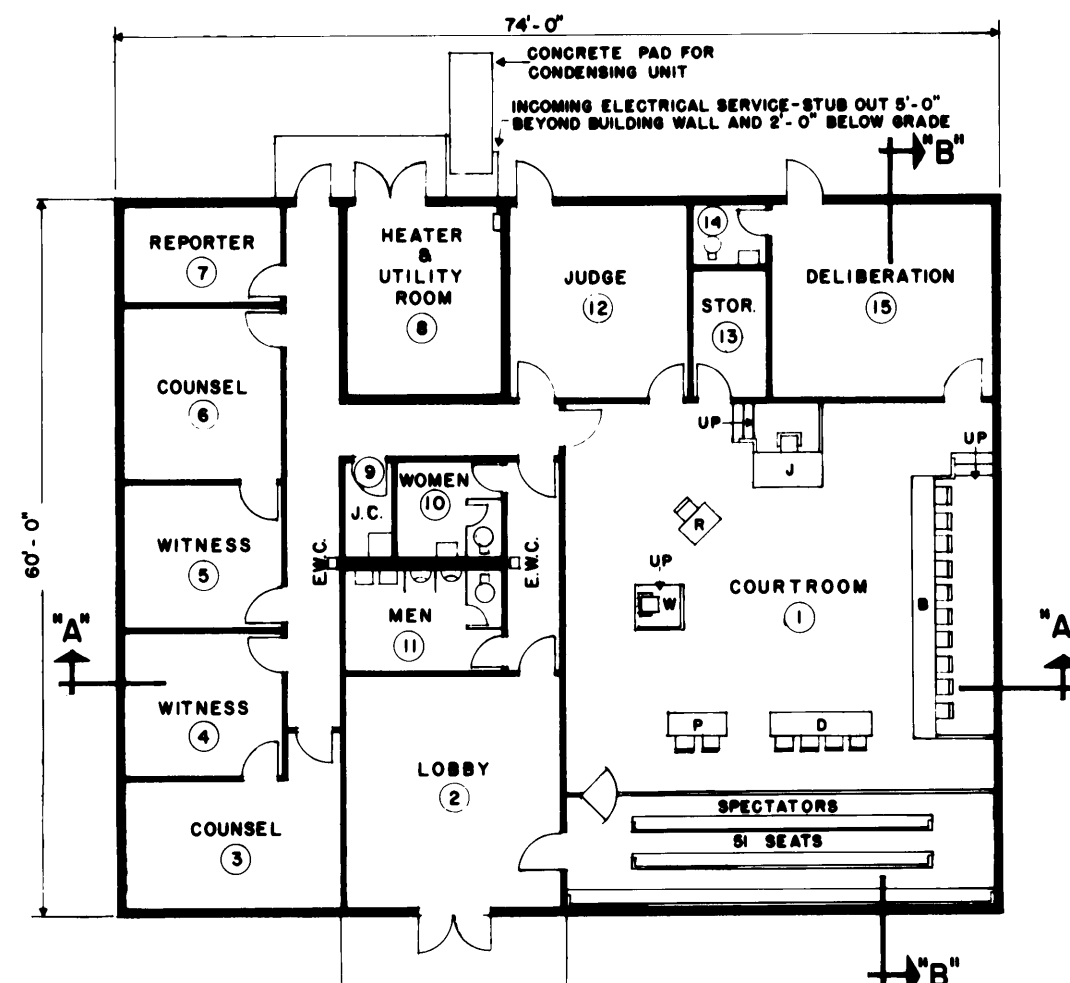 74'-0"
CONCRETE PAD FOR
CONDENSING UNIT
INCOMING ELECTRICAL SERVICE-STUB OUT 5'-0"
BEYOND BUILDING WALL AND 2'-0" BELOW GRADE
"B"
REPORTER
7
HEATER
&
UTILITY
ROOM
8
JUDGE
12
14
STOR.
13
DELIBERATION
15
COUNSEL
6
UP
J
UP
9
J.C.
WOMEN
10
R
60'-0"
WITNESS
5
E.W.C.
E.W.C.
UP
W
COURTROOM
1
B
"A"
MEN
11
"A
WITNESS
4
P
D
LOBBY
2
SPECTATORS
51 SEATS
COUNSEL
3
"B"